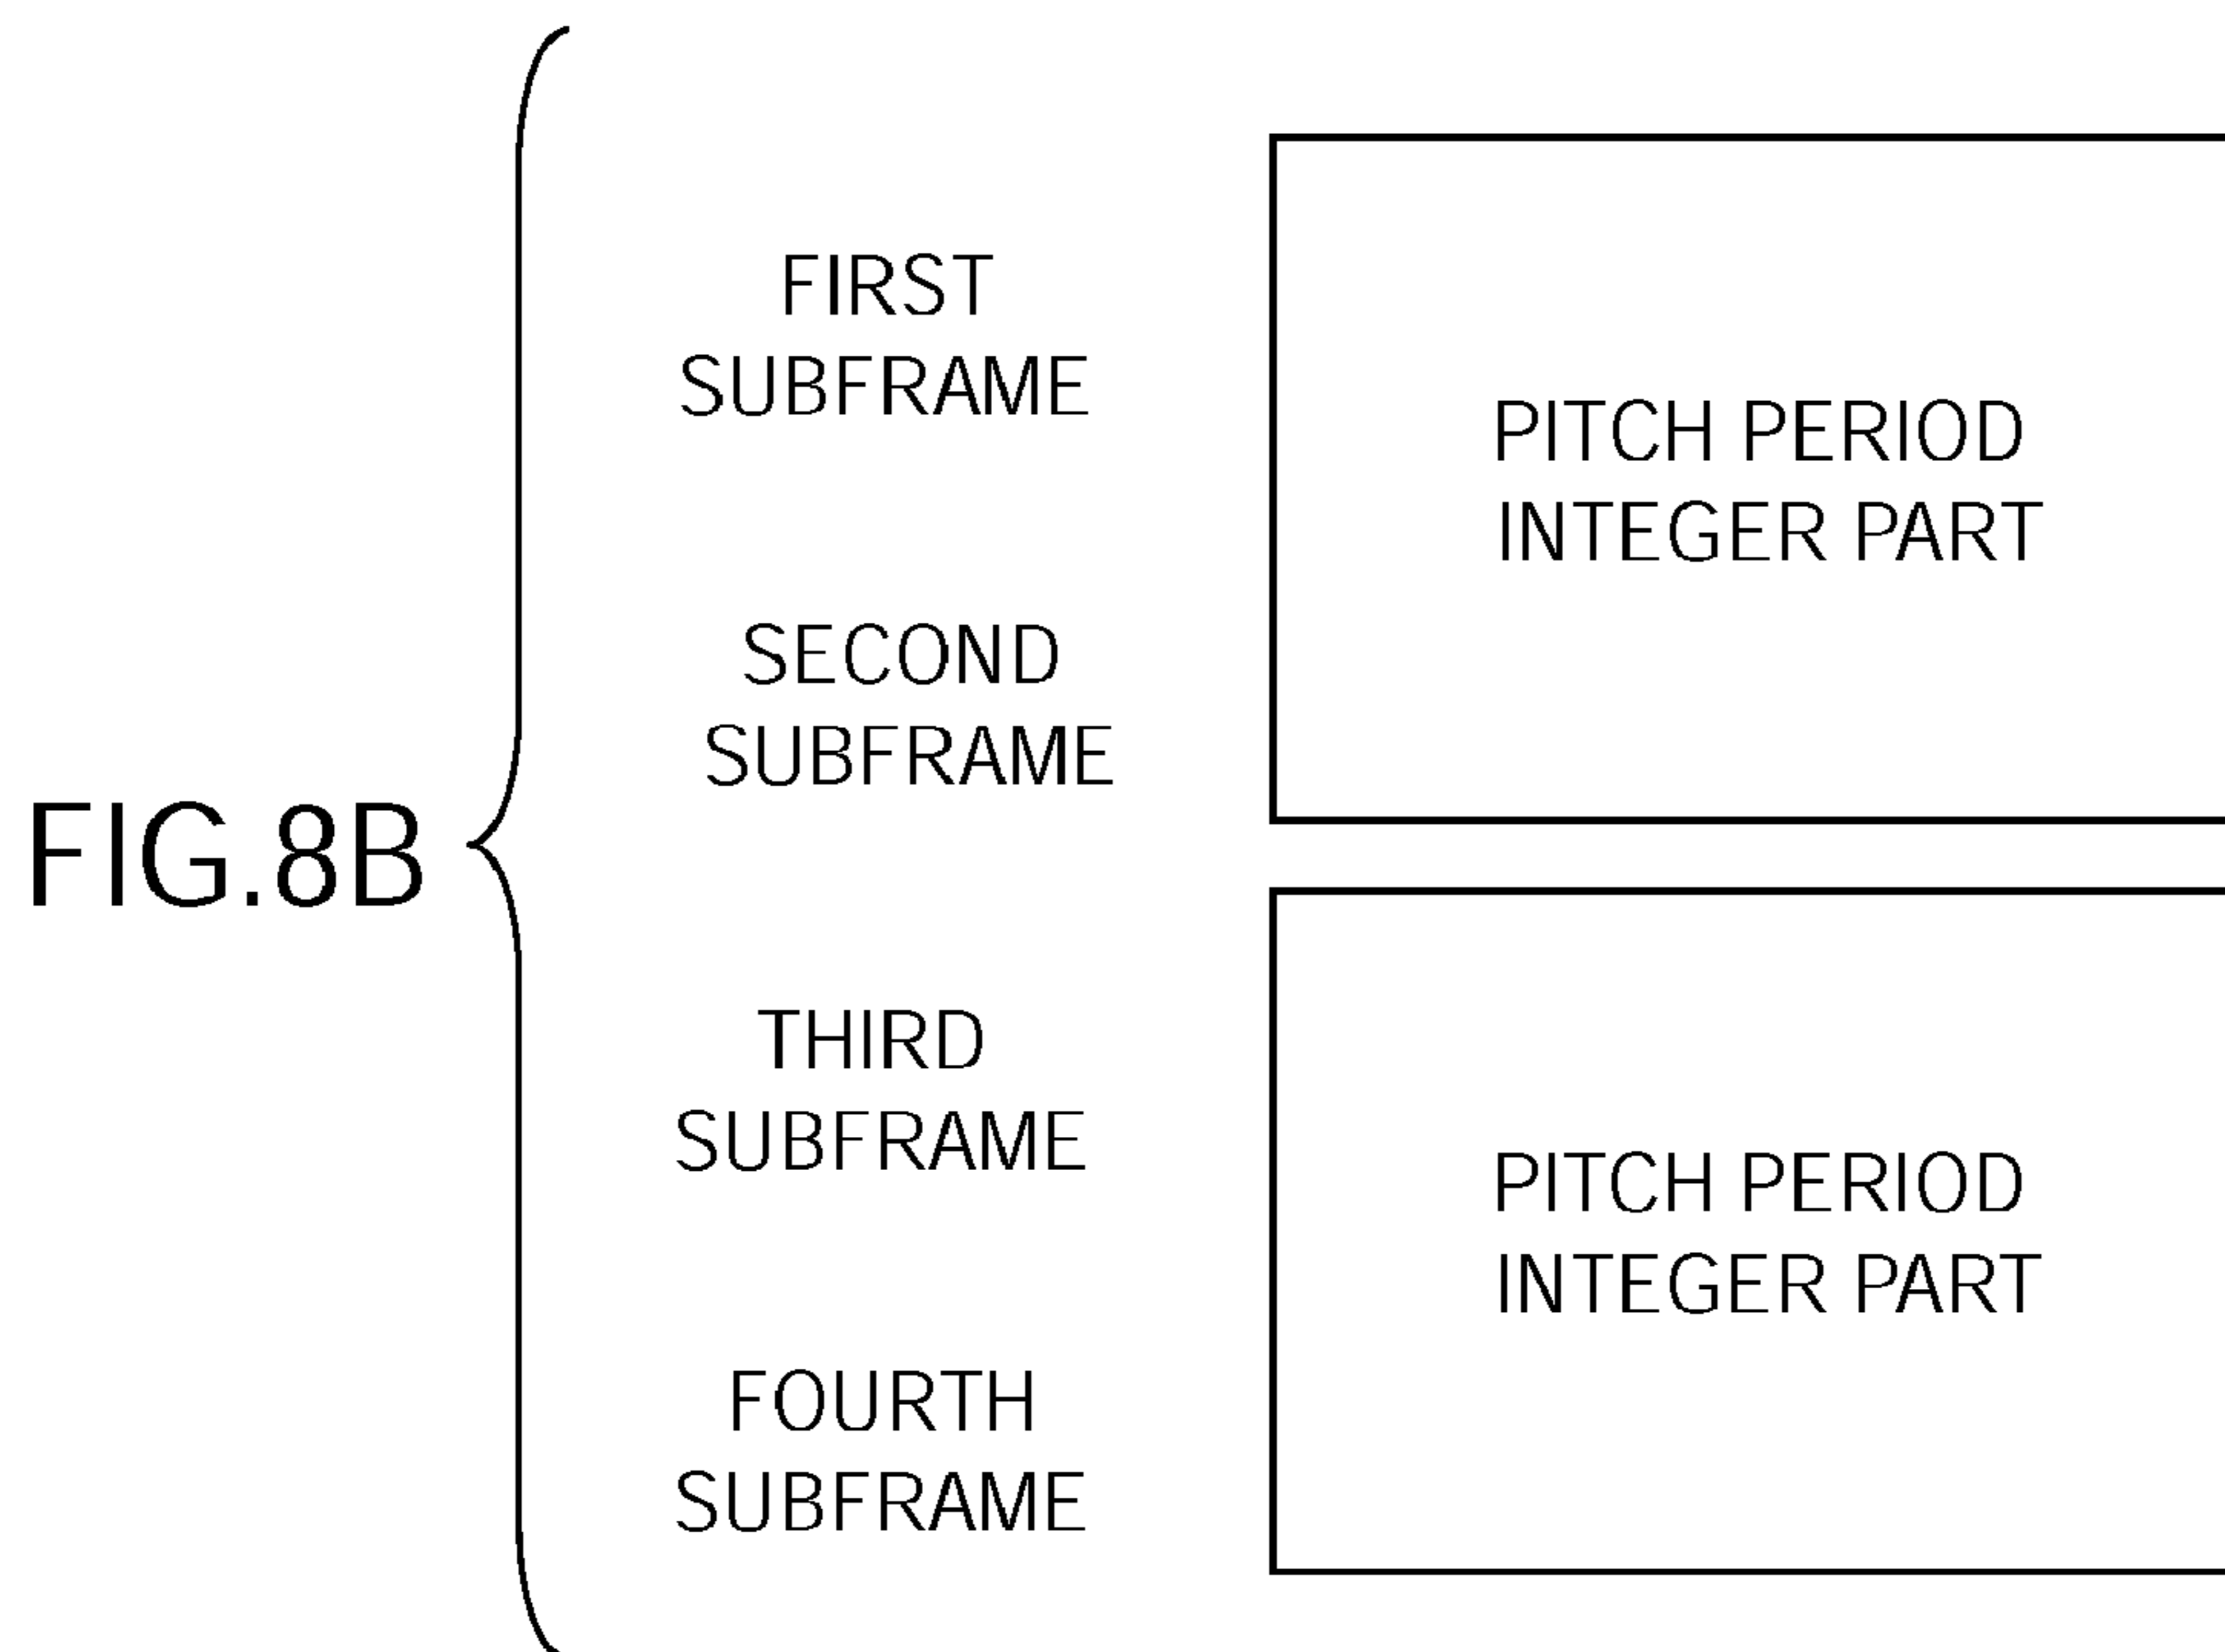 FIG.8B
FIRST
SUBFRAME
SECOND
SUBFRAME
PITCH PERIOD
INTEGER PART
THIRD
SUBFRAME
FOURTH
SUBFRAME
PITCH PERIOD
INTEGER PART